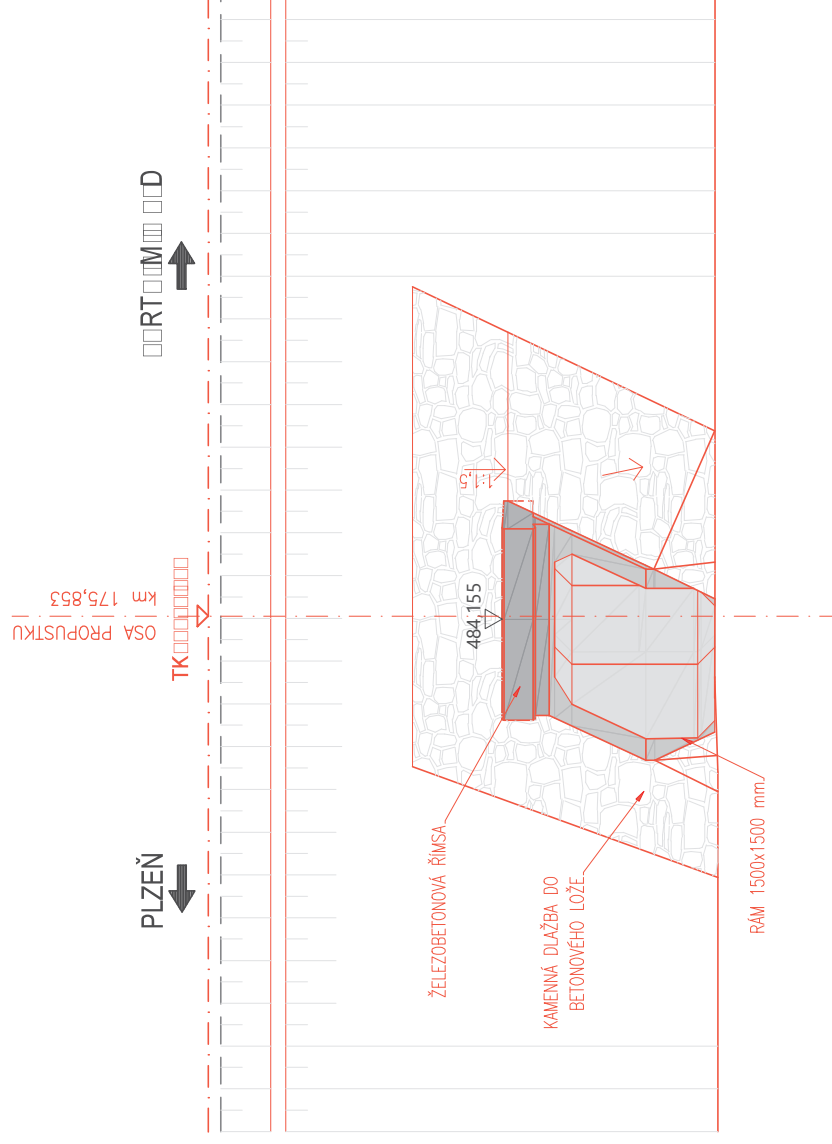 OSA PROPUSTKU
km 175,853
PLZEŇ
484,155
1:1,5
ŽELEZOBETONOVÁ ŘÍMSA
KAMENNÁ DLAŽBA DO
BETONOVÉHO LOŽE
RÁM 1500x1500 mm